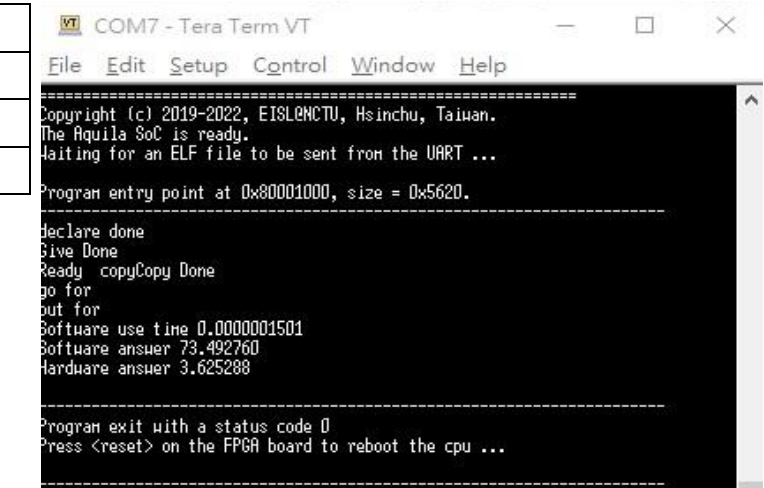 COM7 - Tera Term VT
File Edit Setup Control Window Help
Copyright (c) 2019-2022, EISL@NCTU, Hsinchu, Taiwan.
The Aquila SoC is ready.
Waiting for an ELF file to be sent from the UART ...
Program entry point at 0x80001000, size = 0x5620.
declare done
Give Done
Ready copyCopy Done
go for
out for
Software use time 0.0000001501
Software answer 73.492760
Hardware answer 3.625288
Program exit with a status code 0
Press <reset> on the FPGA board to reboot the cpu ...